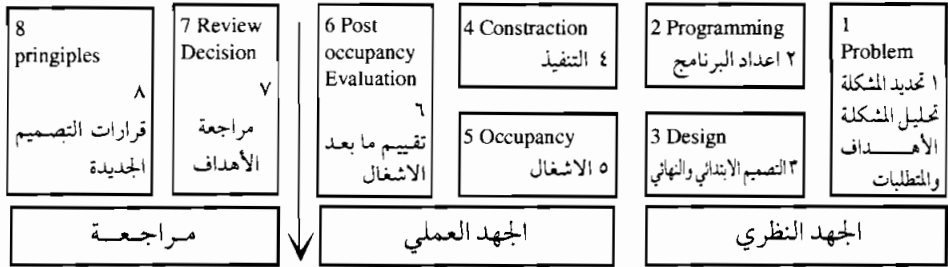 1
Problem
١ تحديد المشكلة
تحليل المشكلة
الأهــــداف
والمتطلبات
2 Programming
٢ اعداد البرنامج
3 Design
٣ التصميم الابتدائي والنهائي
4 Constraction
٤ التنفيذ
5 Occupancy
٥ الاشغال
6 Post
occupancy
Evaluation
٦
تقييم ما بعد
الاشغال
7 Review
Decision
٧
مراجعة
الأهداف
8
pringiples
٨
قرارات التصميم
الجديدة
الجهد النظري
الجهد العملي
مـراجـعـــة